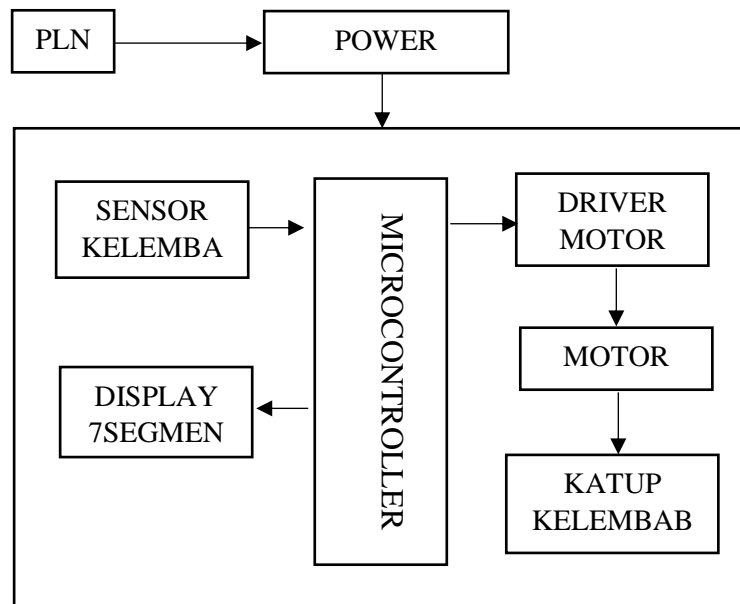 PLN
POWER
SENSOR
KELEMBA
MICROCONTROLLER
DRIVER
MOTOR
MOTOR
DISPLAY
7SEGMEN
KATUP
KELEMBAB